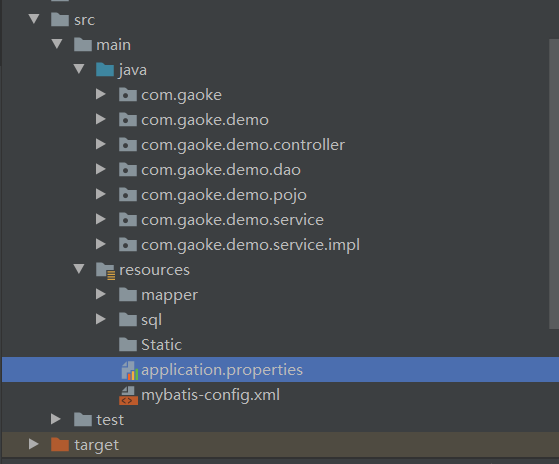 src
main
java
com.gaoke
com.gaoke.demo
com.gaoke.demo.controller
com.gaoke.demo.dao
com.gaoke.demo.pojo
com.gaoke.demo.service
com.gaoke.demo.service.impl
resources
mapper
sql
Static
application.properties
mybatis-config.xml
test
target